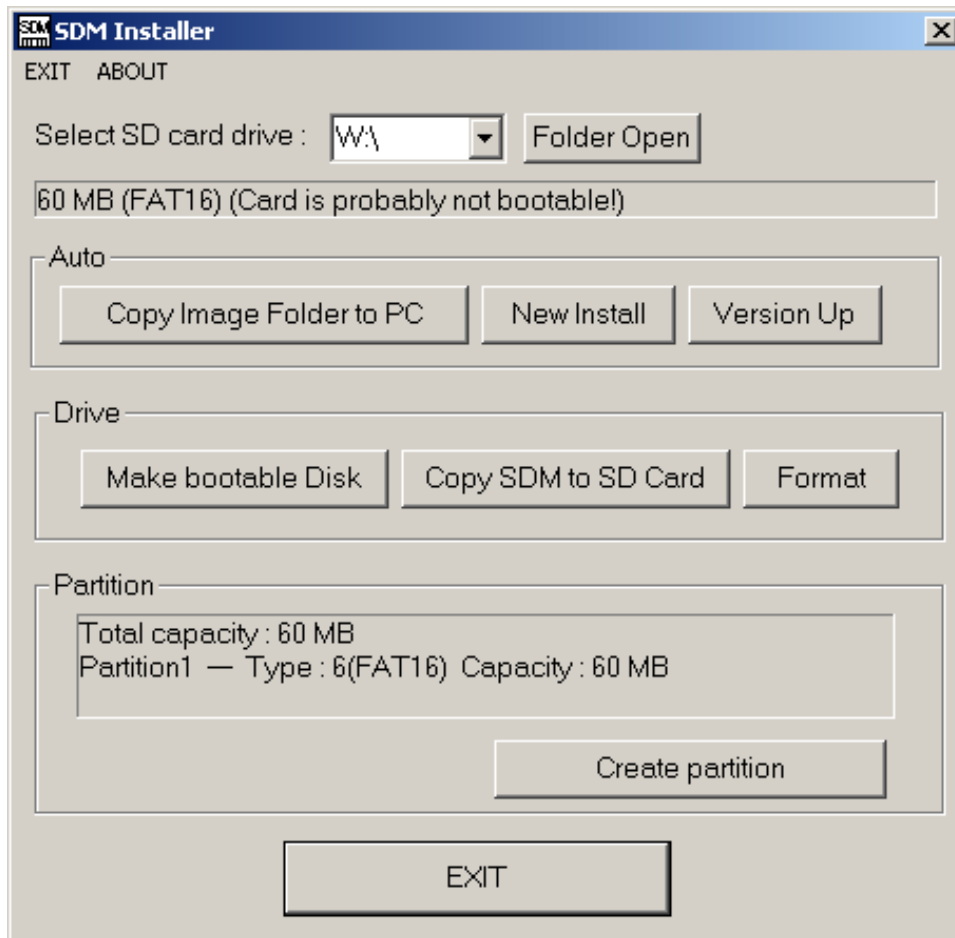 SDM SDM Installer
EXIT ABOUT
Select SD card drive : W:\ Folder Open
60 MB (FAT16) (Card is probably not bootable!)
Auto
Copy Image Folder to PC New Install Version Up
Drive
Make bootable Disk Copy SDM to SD Card Format
Partition
Total capacity : 60 MB
Partition1 — Type : 6(FAT16) Capacity : 60 MB
Create partition
EXIT